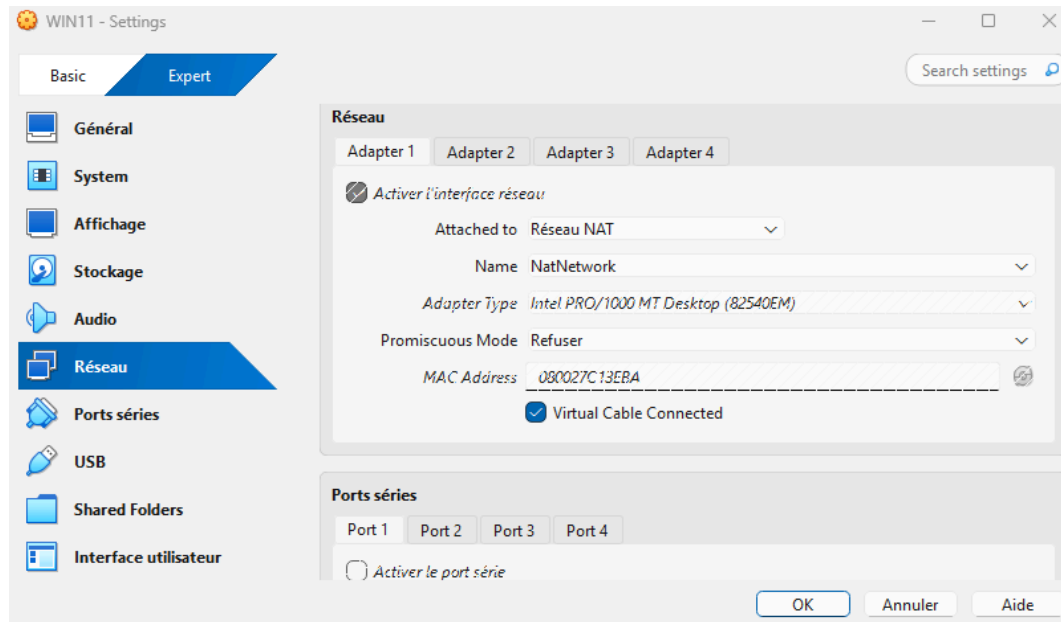 WIN11 - Settings
Basic
Expert
Search settings
Général
System
Affichage
Stockage
Audio
Réseau
Ports séries
USB
Shared Folders
Interface utilisateur
Réseau
Adapter 1 Adapter 2 Adapter 3 Adapter 4
Activer l'interface réseau
Attached to Réseau NAT
Name NatNetwork
Adapter Type Intel PRO/1000 MT Desktop (82540EM)
Promiscuous Mode Refuser
MAC Address 080027C13EBA
Virtual Cable Connected
Ports séries
Port 1 Port 2 Port 3 Port 4
Activer le port série
OK Annuler Aide